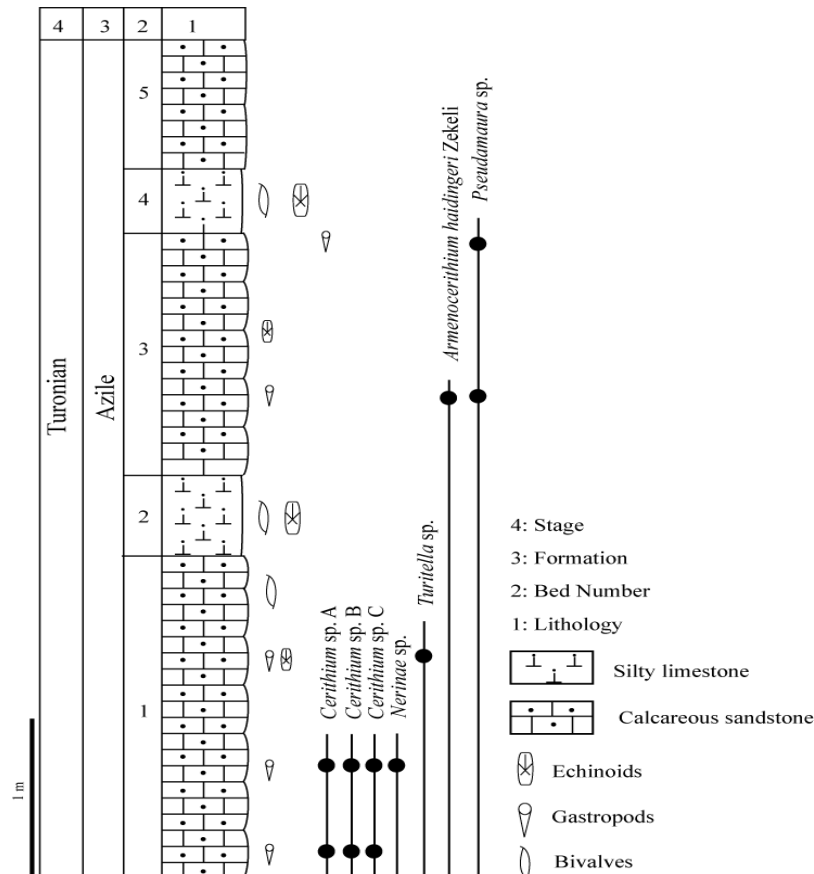 4 3 2 1
5
4
3
2
1
Turonian
Azile
1 m
Cerithium sp. A
Cerithium sp. B
Cerithium sp. C
Nerinae sp.
Turitella sp.
Armenocerithium haidingeri Zekeli
Pseudamaura sp.
4: Stage
3: Formation
2: Bed Number
1: Lithology
Silty limestone
Calcareous sandstone
Echinoids
Gastropods
Bivalves